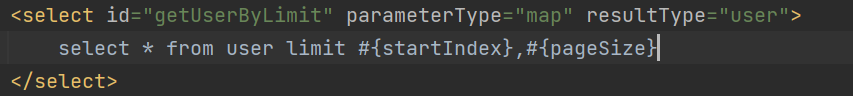 <select id="getUserByLimit" parameterType="map" resultType="user">
select * from user limit #{startIndex},#{pageSize}
</select>